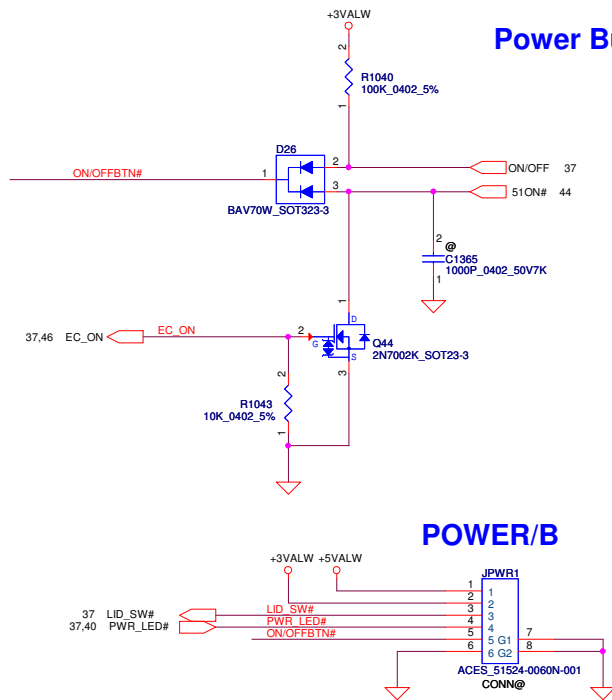 +3VALW
Power Bu
2
R1040
100K_0402_5%
1
D26
ON/OFFBTN#
1
2
ON/OFF 37
3
51ON# 44
BAV70W_SOT323-3
2
@
C1365
1000P_0402_50V7K
1
1
D
37,46 EC_ON
EC_ON
2
G
S
Q44
2N7002K_SOT23-3
3
2
R1043
10K_0402_5%
1
POWER/B
+3VALW +5VALW
JPWR1
1 1
2 2
37 LID_SW# LID_SW# 3 3
37,40 PWR_LED# PWR_LED# 4 4
ON/OFFBTN# 5 5 G1 7
6 6 G2 8
ACES_51524-0060N-001
CONN@